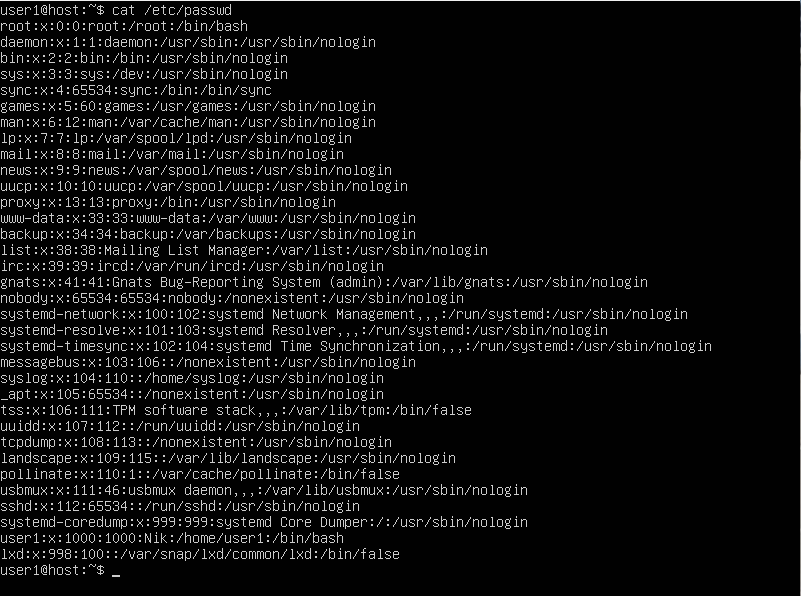 user1@host:~$ cat /etc/passwd
root:x:0:0:root:/root:/bin/bash
daemon:x:1:1:daemon:/usr/sbin:/usr/sbin/nologin
bin:x:2:2:bin:/bin:/usr/sbin/nologin
sys:x:3:3:sys:/dev:/usr/sbin/nologin
sync:x:4:65534:sync:/bin:/bin/sync
games:x:5:60:games:/usr/games:/usr/sbin/nologin
man:x:6:12:man:/var/cache/man:/usr/sbin/nologin
lp:x:7:7:lp:/var/spool/lpd:/usr/sbin/nologin
mail:x:8:8:mail:/var/mail:/usr/sbin/nologin
news:x:9:9:news:/var/spool/news:/usr/sbin/nologin
uucp:x:10:10:uucp:/var/spool/uucp:/usr/sbin/nologin
proxy:x:13:13:proxy:/bin:/usr/sbin/nologin
www-data:x:33:33:www-data:/var/www:/usr/sbin/nologin
backup:x:34:34:backup:/var/backups:/usr/sbin/nologin
list:x:38:38:Mailing List Manager:/var/list:/usr/sbin/nologin
irc:x:39:39:ircd:/var/run/ircd:/usr/sbin/nologin
gnats:x:41:41:Gnats Bug-Reporting System (admin):/var/lib/gnats:/usr/sbin/nologin
nobody:x:65534:65534:nobody:/nonexistent:/usr/sbin/nologin
systemd-network:x:100:102:systemd Network Management,,,:/run/systemd:/usr/sbin/nologin
systemd-resolve:x:101:103:systemd Resolver,,,:/run/systemd:/usr/sbin/nologin
systemd-timesync:x:102:104:systemd Time Synchronization,,,:/run/systemd:/usr/sbin/nologin
messagebus:x:103:106::/nonexistent:/usr/sbin/nologin
syslog:x:104:110::/home/syslog:/usr/sbin/nologin
_apt:x:105:65534::/nonexistent:/usr/sbin/nologin
tss:x:106:111:TPM software stack,,,:/var/lib/tpm:/bin/false
uuidd:x:107:112::/run/uuidd:/usr/sbin/nologin
tcpdump:x:108:113::/nonexistent:/usr/sbin/nologin
landscape:x:109:115::/var/lib/landscape:/usr/sbin/nologin
pollinate:x:110:1::/var/cache/pollinate:/bin/false
usbmux:x:111:46:usbmux daemon,,,:/var/lib/usbmux:/usr/sbin/nologin
sshd:x:112:65534::/run/sshd:/usr/sbin/nologin
systemd-coredump:x:999:999:systemd Core Dumper:/:/usr/sbin/nologin
user1:x:1000:1000:Nik:/home/user1:/bin/bash
lxd:x:998:100::/var/snap/lxd/common/lxd:/bin/false
user1@host:~$ _